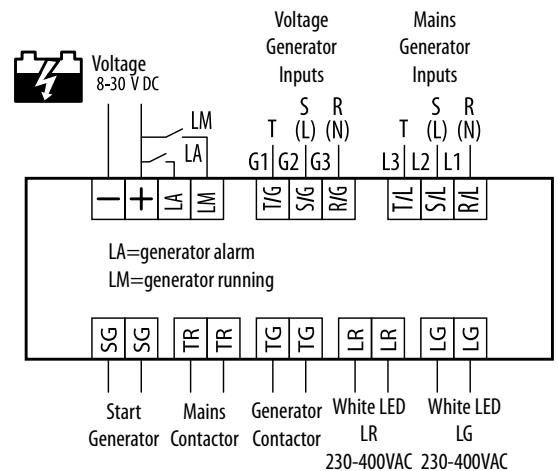 Voltage
8-30 V DC
Voltage
Generator
Inputs
Mains
Generator
Inputs
LM
LA
T
S
(L)
R
(N)
T
S
(L)
R
(N)
G1
G2
G3
L3
L2
L1
−
+
LA
LM
T/G
S/G
R/G
T/L
S/L
R/L
LA=generator alarm
LM=generator running
SG
SG
TR
TR
TG
TG
LR
LR
LG
LG
Start
Generator
Mains
Contactor
Generator
Contactor
White LED
LR
230-400VAC
White LED
LG
230-400VAC